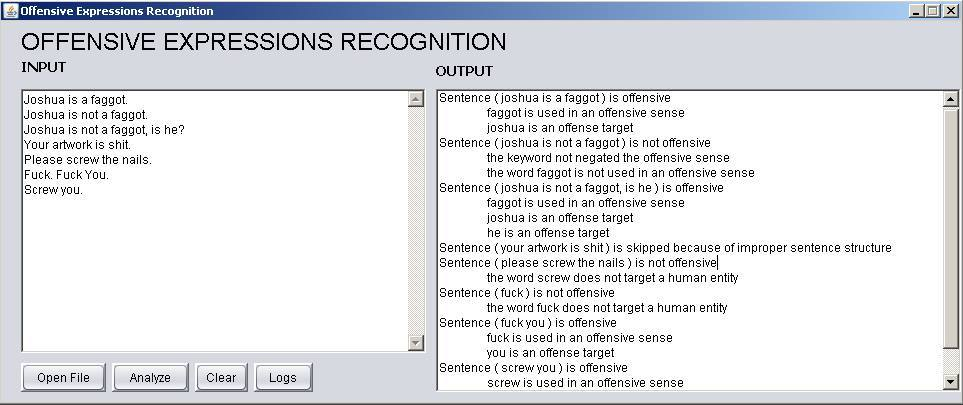 Offensive Expressions Recognition
OFFENSIVE EXPRESSIONS RECOGNITION
INPUT
Joshua is a faggot.
Joshua is not a faggot.
Joshua is not a faggot, is he?
Your artwork is shit.
Please screw the nails.
Fuck. Fuck You.
Screw you.
Open File
Analyze
Clear
Logs
OUTPUT
Sentence ( joshua is a faggot ) is offensive
faggot is used in an offensive sense
joshua is an offense target
Sentence ( joshua is not a faggot ) is not offensive
the keyword not negated the offensive sense
the word faggot is not used in an offensive sense
Sentence ( joshua is not a faggot, is he ) is offensive
faggot is used in an offensive sense
joshua is an offense target
he is an offense target
Sentence ( your artwork is shit ) is skipped because of improper sentence structure
Sentence ( please screw the nails ) is not offensive
the word screw does not target a human entity
Sentence ( fuck ) is not offensive
the word fuck does not target a human entity
Sentence ( fuck you ) is offensive
fuck is used in an offensive sense
you is an offense target
Sentence ( screw you ) is offensive
screw is used in an offensive sense